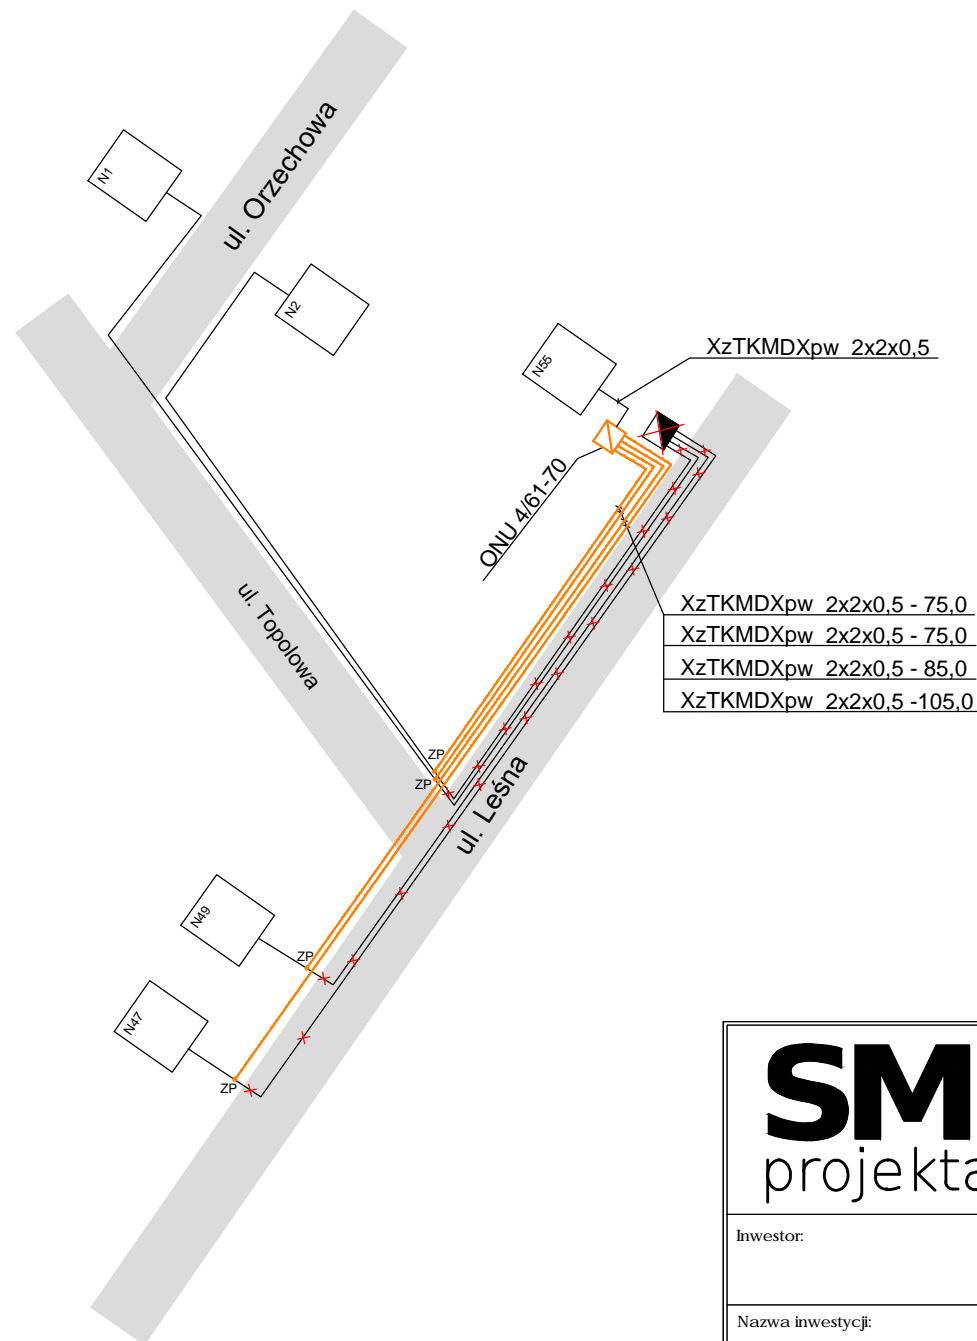 ul. Orzechowa
N1
N2
N55
XzTKMDXpw 2x2x0,5
ONU 4/61-70
ul. Topolowa
XzTKMDXpw 2x2x0,5 - 75,0
XzTKMDXpw 2x2x0,5 - 75,0
XzTKMDXpw 2x2x0,5 - 85,0
XzTKMDXpw 2x2x0,5 -105,0
ZP
ZP
ul. Leśna
N49
ZP
N47
ZP
SM
projekta
Inwestor:
Nazwa inwestycji: